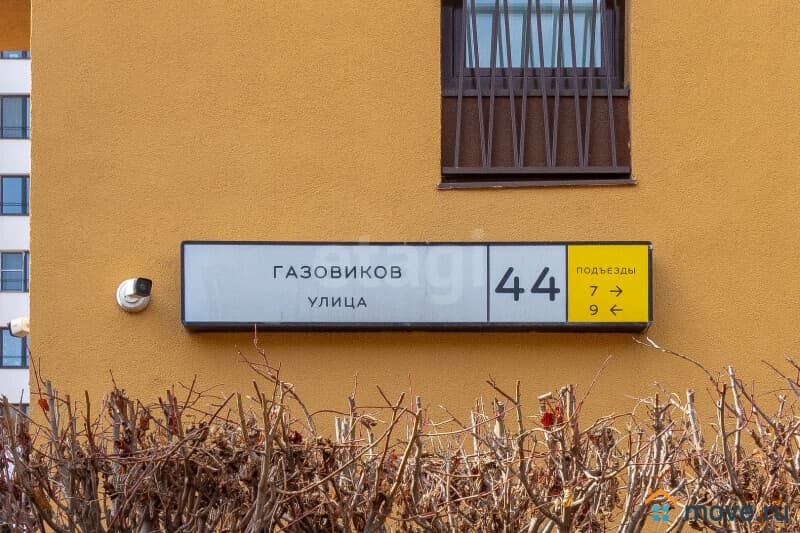 ГАЗОВИКОВ
УЛИЦА
44
ПОДЪЕЗДЫ
7 →
9 ←
etagi
move.ru